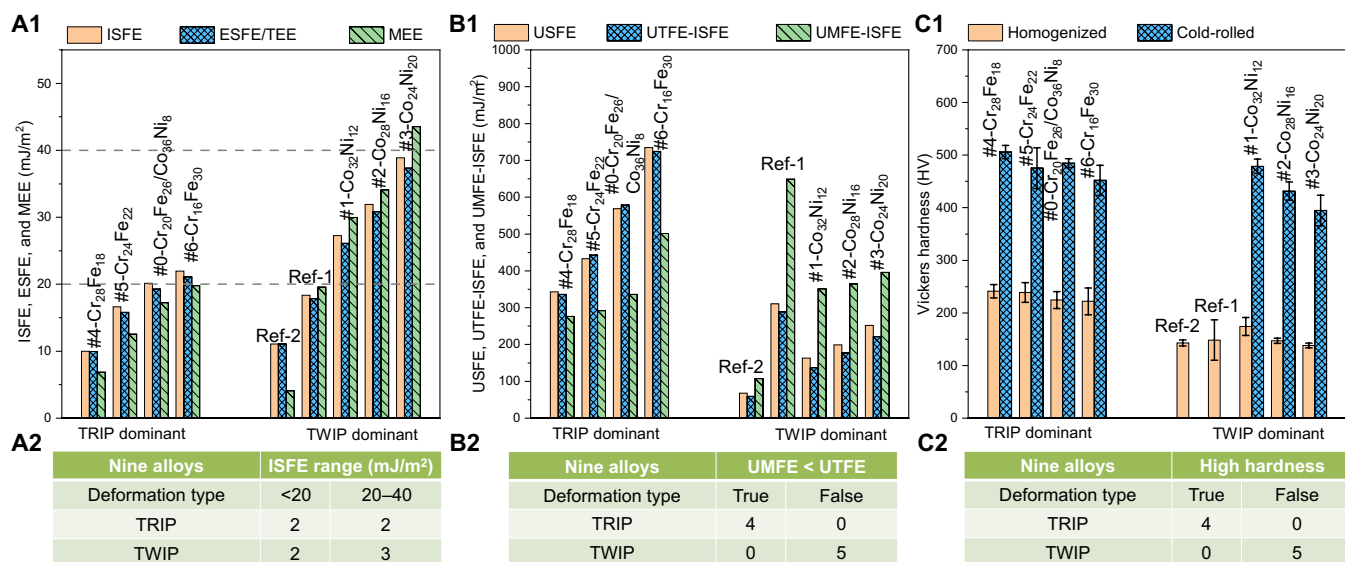 A1
ISFE ESFE/TEE MEE
ISFE, ESFE, and MEE (mJ/m²)
50
40
30
20
10
0
#4-Cr₂₈Fe₁₈
#5-Cr₂₄Fe₂₂
#0-Cr₂₀Fe₂₆/Co₃₆Ni₈
#6-Cr₁₆Fe₃₀
Ref-2
Ref-1
#1-Co₃₂Ni₁₂
#2-Co₂₈Ni₁₆
#3-Co₂₄Ni₂₀
TRIP dominant TWIP dominant
B1
USFE UTFE-ISFE UMFE-ISFE
USFE, UTFE-ISFE, and UMFE-ISFE (mJ/m²)
1000
900
800
700
600
500
400
300
200
100
0
#4-Cr₂₈Fe₁₈
#5-Cr₂₄Fe₂₂
#0-Cr₂₀Fe₂₆/
Co₃₆Ni₈
#6-Cr₁₆Fe₃₀
Ref-2
Ref-1
#1-Co₃₂Ni₁₂
#2-Co₂₈Ni₁₆
#3-Co₂₄Ni₂₀
TRIP dominant TWIP dominant
C1
Homogenized Cold-rolled
Vickers hardness (HV)
700
600
500
400
300
200
100
0
#4-Cr₂₈Fe₁₈
#5-Cr₂₄Fe₂₂
#0-Cr₂₀Fe₂₆/Co₃₆Ni₈
#6-Cr₁₆Fe₃₀
Ref-2
Ref-1
#1-Co₃₂Ni₁₂
#2-Co₂₈Ni₁₆
#3-Co₂₄Ni₂₀
TRIP dominant TWIP dominant
A2
Nine alloys ISFE range (mJ/m²)
Deformation type <20 20–40
TRIP 2 2
TWIP 2 3
B2
Nine alloys UMFE < UTFE
Deformation type True False
TRIP 4 0
TWIP 0 5
C2
Nine alloys High hardness
Deformation type True False
TRIP 4 0
TWIP 0 5